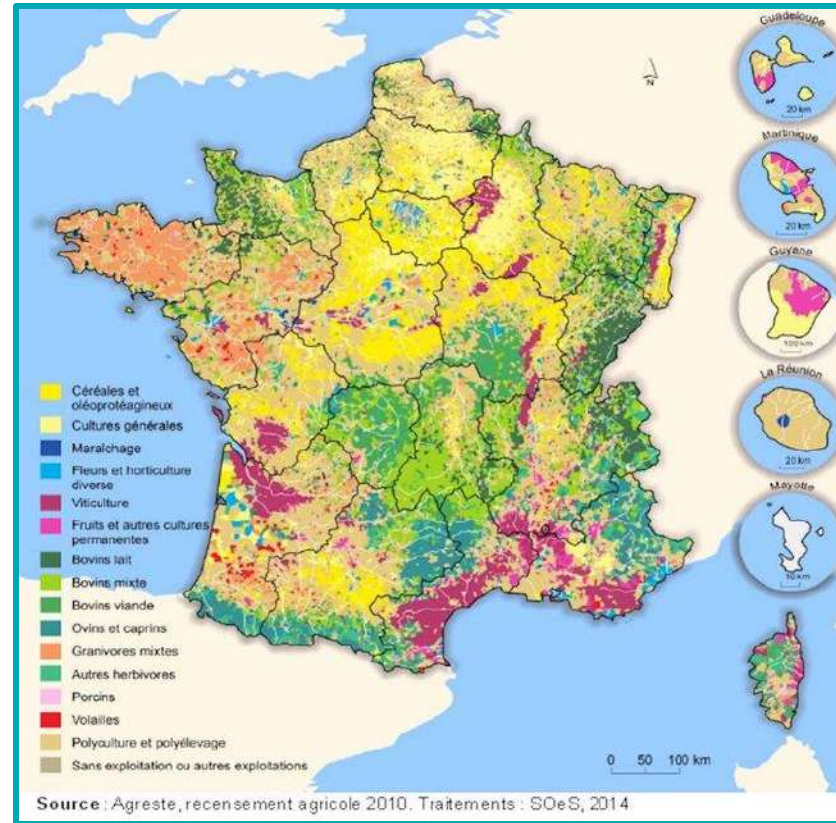 Guadeloupe
20 km
Martinique
20 km
Guyane
100 km
La Réunion
20 km
Mayotte
10 km
N
Céréales et
oléoprotéagineux
Cultures générales
Maraîchage
Fleurs et horticulture
diverse
Viticulture
Fruits et autres cultures
permanentes
Bovins lait
Bovins mixte
Bovins viande
Ovins et caprins
Granivores mixtes
Autres herbivores
Porcins
Volailles
Polyculture et polyélevage
Sans exploitation ou autres exploitations
0 50 100 km
Source : Agreste, recensement agricole 2010. Traitements : SOeS, 2014